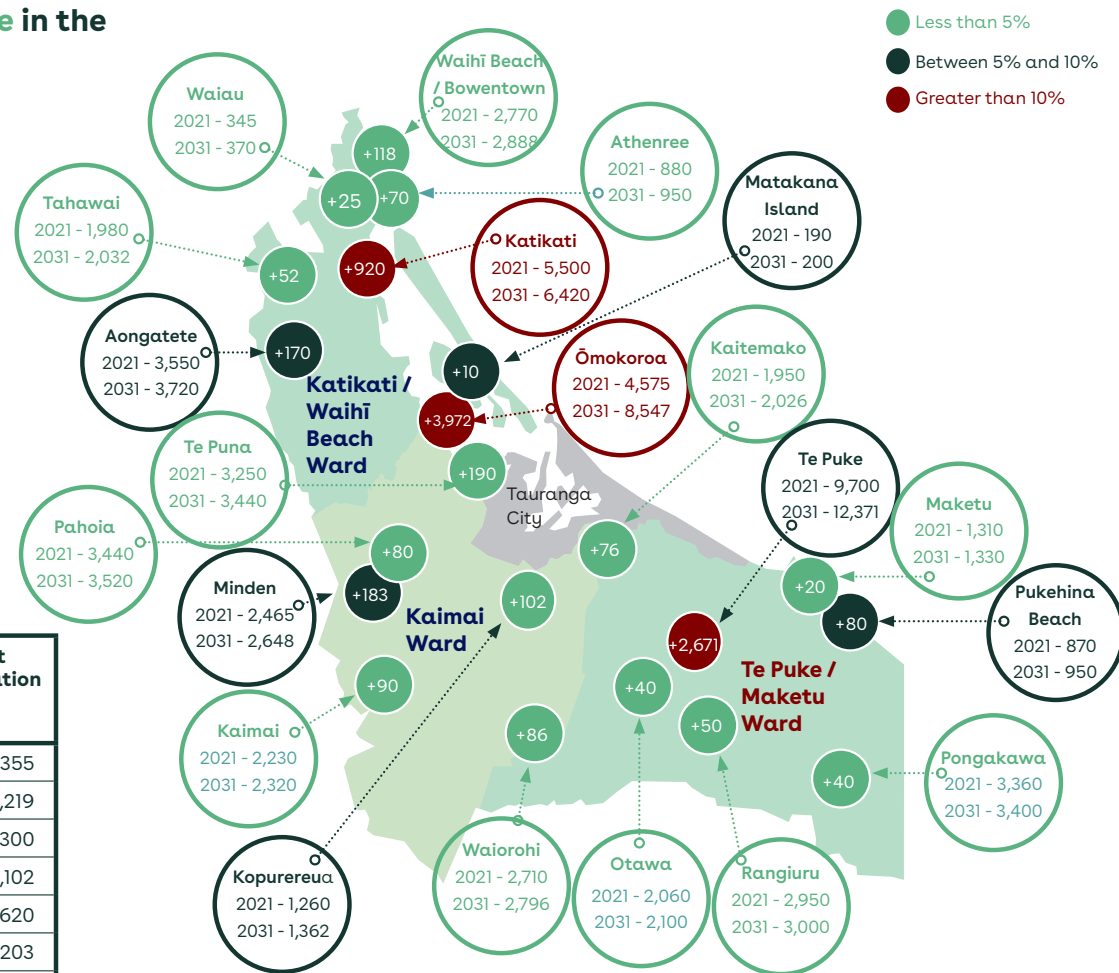 e in the
Less than 5%
Between 5% and 10%
Greater than 10%
Waihī Beach
/ Bowentown
2021 - 2,770
2031 - 2,888
Waiau
2021 - 345
2031 - 370
Athenree
2021 - 880
2031 - 950
Matakana
Island
2021 - 190
2031 - 200
Tahawai
2021 - 1,980
2031 - 2,032
Katikati
2021 - 5,500
2031 - 6,420
+118
+25
+70
+52
+920
Aongatete
2021 - 3,550
2031 - 3,720
+170
+10
Ōmokoroa
2021 - 4,575
2031 - 8,547
Kaitemako
2021 - 1,950
2031 - 2,026
Katikati /
Waihī
Beach
Ward
+3,972
Te Puna
2021 - 3,250
2031 - 3,440
+190
Tauranga
City
Te Puke
2021 - 9,700
2031 - 12,371
Maketu
2021 - 1,310
2031 - 1,330
Pahoia
2021 - 3,440
2031 - 3,520
+80
+76
Minden
2021 - 2,465
2031 - 2,648
+183
Kaimai
Ward
+102
+20
+80
Pukehina
Beach
2021 - 870
2031 - 950
+2,671
Te Puke /
Maketu
Ward
+90
+40
+50
+86
+40
Kaimai
2021 - 2,230
2031 - 2,320
Pongakawa
2021 - 3,360
2031 - 3,400
Kopurereua
2021 - 1,260
2031 - 1,362
Waiorohi
2021 - 2,710
2031 - 2,796
Otawa
2021 - 2,060
2031 - 2,100
Rangiuru
2021 - 2,950
2031 - 3,000
t
tion
355
,219
300
,102
620
203